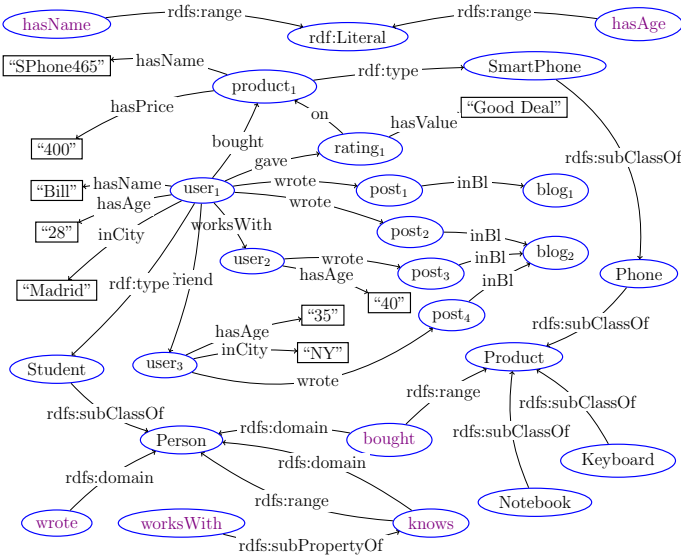 rdfs:range
rdfs:range
hasName
rdf:Literal
hasAge
"SPhone465"
hasName
rdf:type
SmartPhone
product₁
hasPrice
"Good Deal"
on
hasValue
"400"
bought
rating₁
gave
rdfs:subClassOf
"Bill"
hasName
user₁
wrote
post₁
inBl
blog₁
hasAge
wrote
"28"
inCity
worksWith
post₂
inBl
blog₂
user₂
wrote
inBl
rdf:type
friend
hasAge
post₃
inBl
Phone
"Madrid"
"40"
"35"
post₄
hasAge
rdfs:subClassOf
inCity
"NY"
Product
Student
user₃
wrote
rdfs:range
rdfs:subClassOf
rdfs:subClassOf
rdfs:domain
rdfs:subClassOf
Person
bought
Keyboard
rdfs:domain
rdfs:domain
rdfs:range
Notebook
wrote
worksWith
knows
rdfs:subPropertyOf